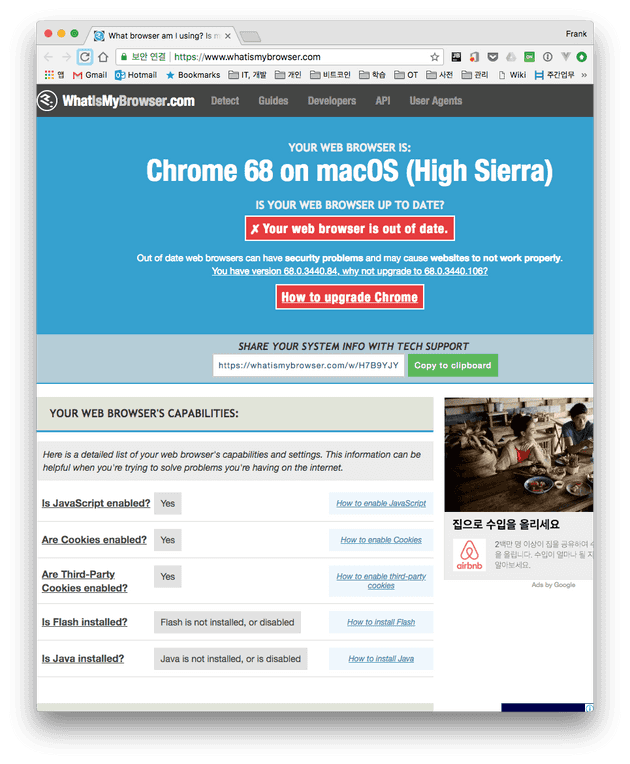 What browser am I using? Is m
Frank
보안 연결 | https://www.whatismybrowser.com
앱 Gmail Hotmail Bookmarks IT, 개발 개인 비트코인 학습 OT 사전 관리 Wiki 주간업무 »
WhatIsMyBrowser.com Detect Guides Developers API User Agents
YOUR WEB BROWSER IS:
Chrome 68 on macOS (High Sierra)
IS YOUR WEB BROWSER UP TO DATE?
✗ Your web browser is out of date.
Out of date web browsers can have security problems and may cause websites to not work properly.
You have version 68.0.3440.84, why not upgrade to 68.0.3440.106?
How to upgrade Chrome
SHARE YOUR SYSTEM INFO WITH TECH SUPPORT
https://whatismybrowser.com/w/H7B9YJY Copy to clipboard
YOUR WEB BROWSER'S CAPABILITIES:
Here is a detailed list of your web browser's capabilities and settings. This information can be
helpful when you're trying to solve problems you're having on the internet.
Is JavaScript enabled? Yes How to enable JavaScript
Are Cookies enabled? Yes How to enable Cookies
Are Third-Party
Cookies enabled? Yes How to enable third-party
cookies
Is Flash installed? Flash is not installed, or disabled How to install Flash
Is Java installed? Java is not installed, or is disabled How to install Java
집으로 수입을 올리세요
airbnb
2백만 명 이상이 집을 공유하여 수
을 올립니다. 수입이 얼마나 될 지
알아보세요.
Ads by Google